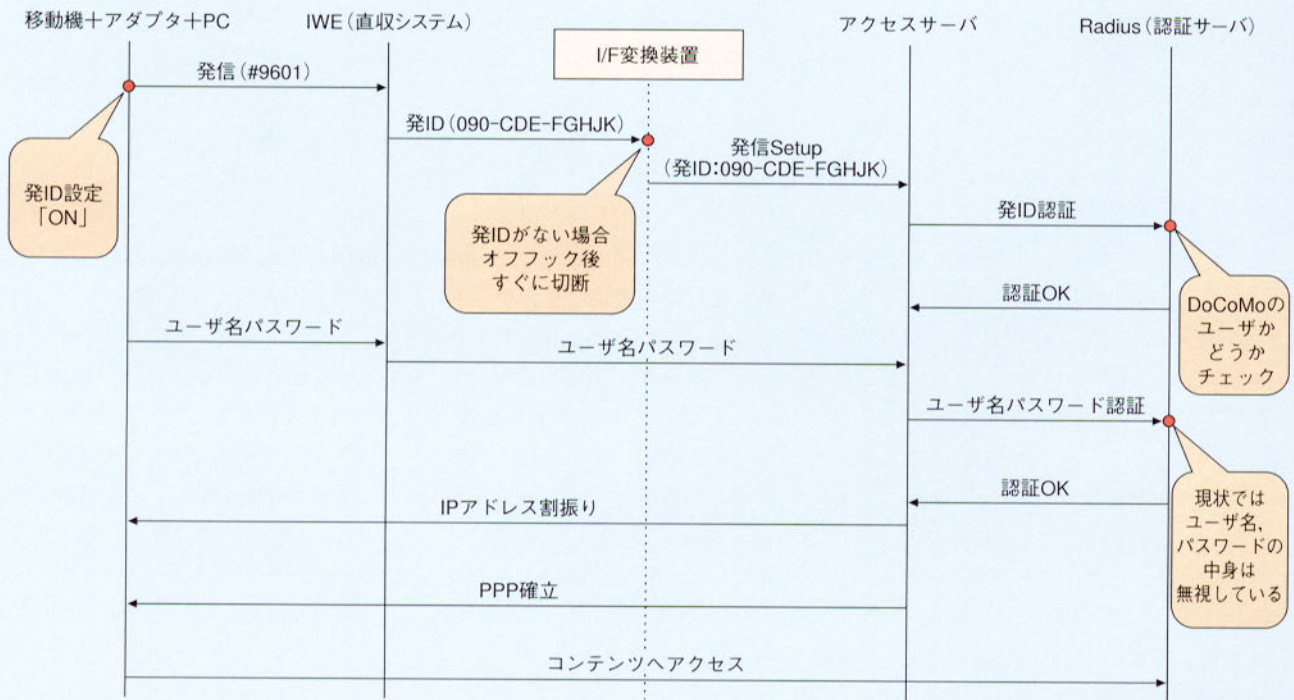 移動機+アダプタ+PC
IWE(直収システム)
I/F変換装置
アクセスサーバ
Radius(認証サーバ)
発信(#9601)
発ID設定
「ON」
発ID(090-CDE-FGHJK)
発IDがない場合
オフフック後
すぐに切断
発信Setup
(発ID:090-CDE-FGHJK)
発ID認証
認証OK
DoCoMoの
ユーザか
どうか
チェック
ユーザ名パスワード
ユーザ名パスワード
ユーザ名パスワード認証
認証OK
現状では
ユーザ名,
パスワードの
中身は
無視している
IPアドレス割振り
PPP確立
コンテンツへアクセス